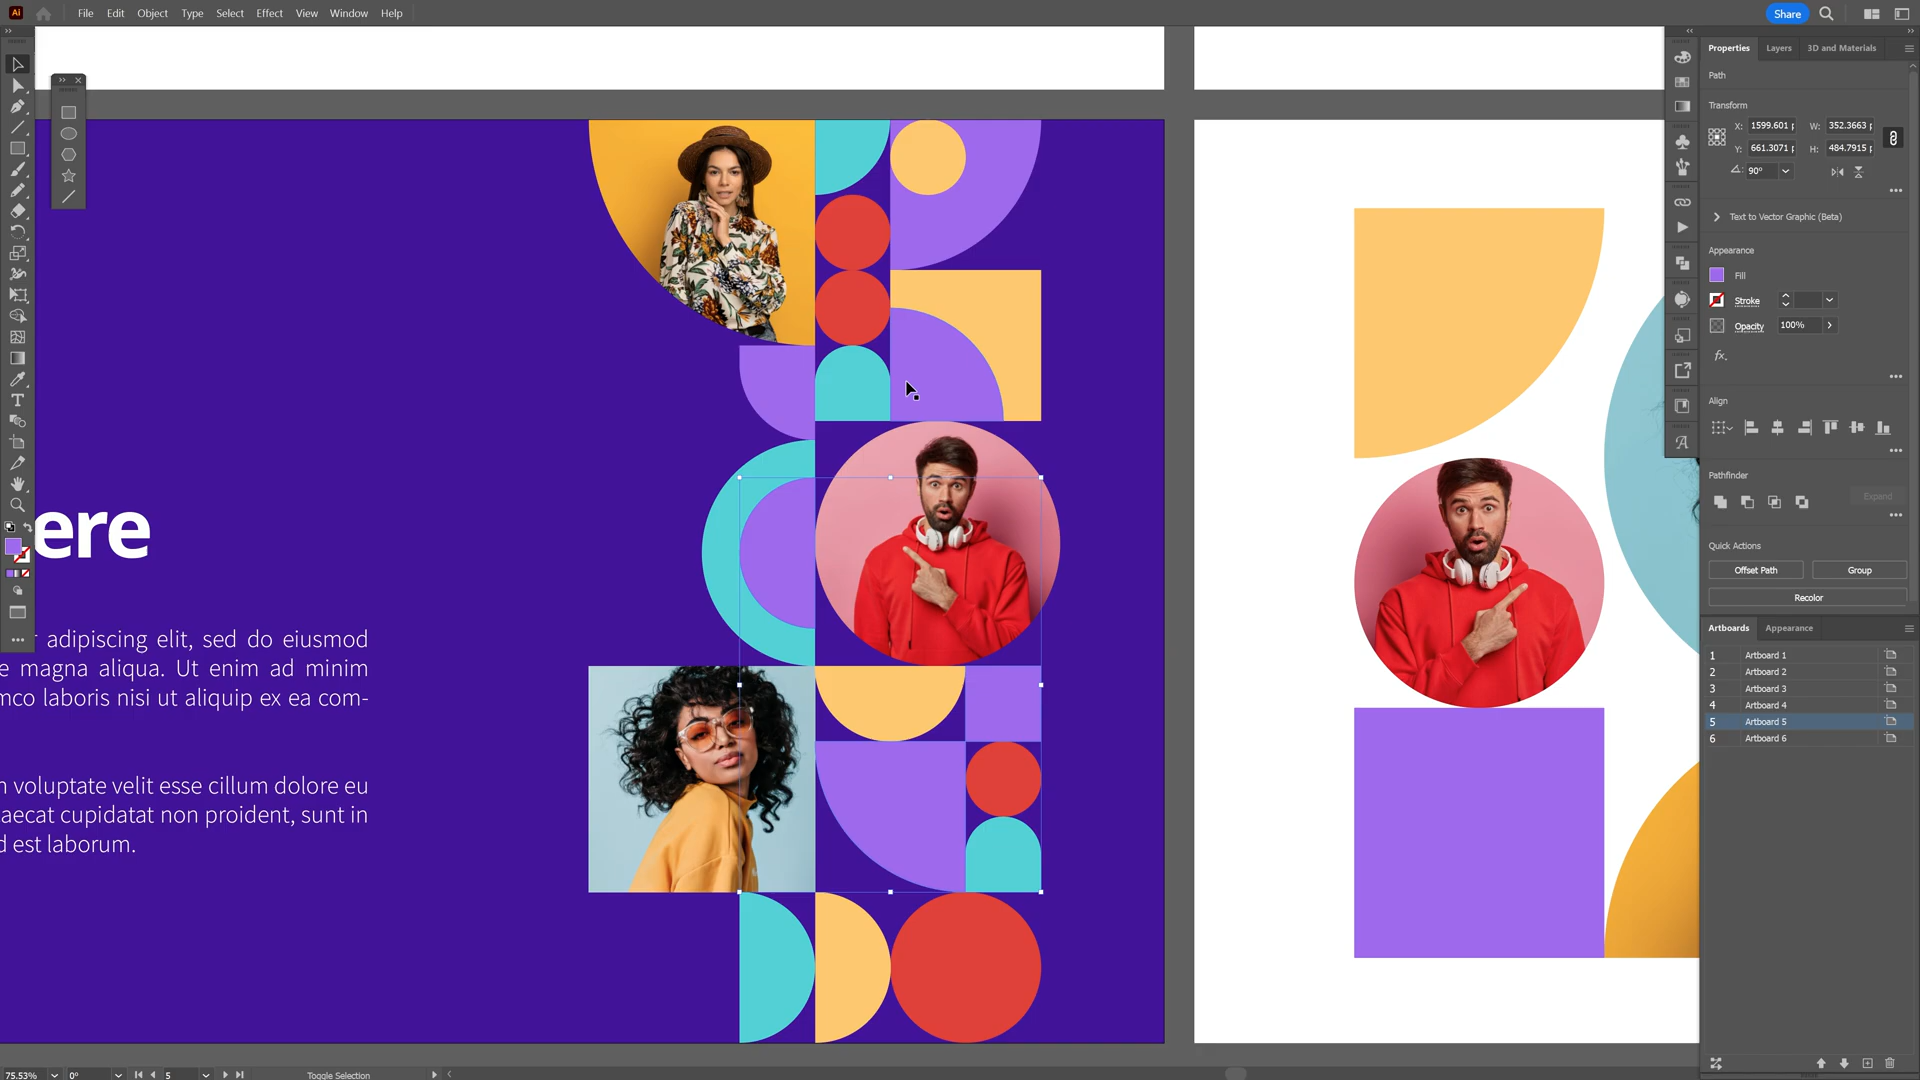 Ai File Edit Object Type Select Effect View Window Help Share
Properties Layers 3D and Materials
Path
Transform
X: 1599.601 W: 352.3663
Y: 661.3071 H: 484.7915
90°
Text to Vector Graphic (Beta)
Appearance
Fill
Stroke
Opacity 100%
fx.
Align
Pathfinder
Expand
Quick Actions
Offset Path Group
Recolor
Artboards Appearance
1 Artboard 1
2 Artboard 2
3 Artboard 3
4 Artboard 4
5 Artboard 5
6 Artboard 6
ere
adipiscing elit, sed do eiusmod
e magna aliqua. Ut enim ad minim
mco laboris nisi ut aliquip ex ea com-
voluptate velit esse cillum dolore eu
aecat cupidatat non proident, sunt in
d est laborum.
75.53% 0° 5 Toggle Selection